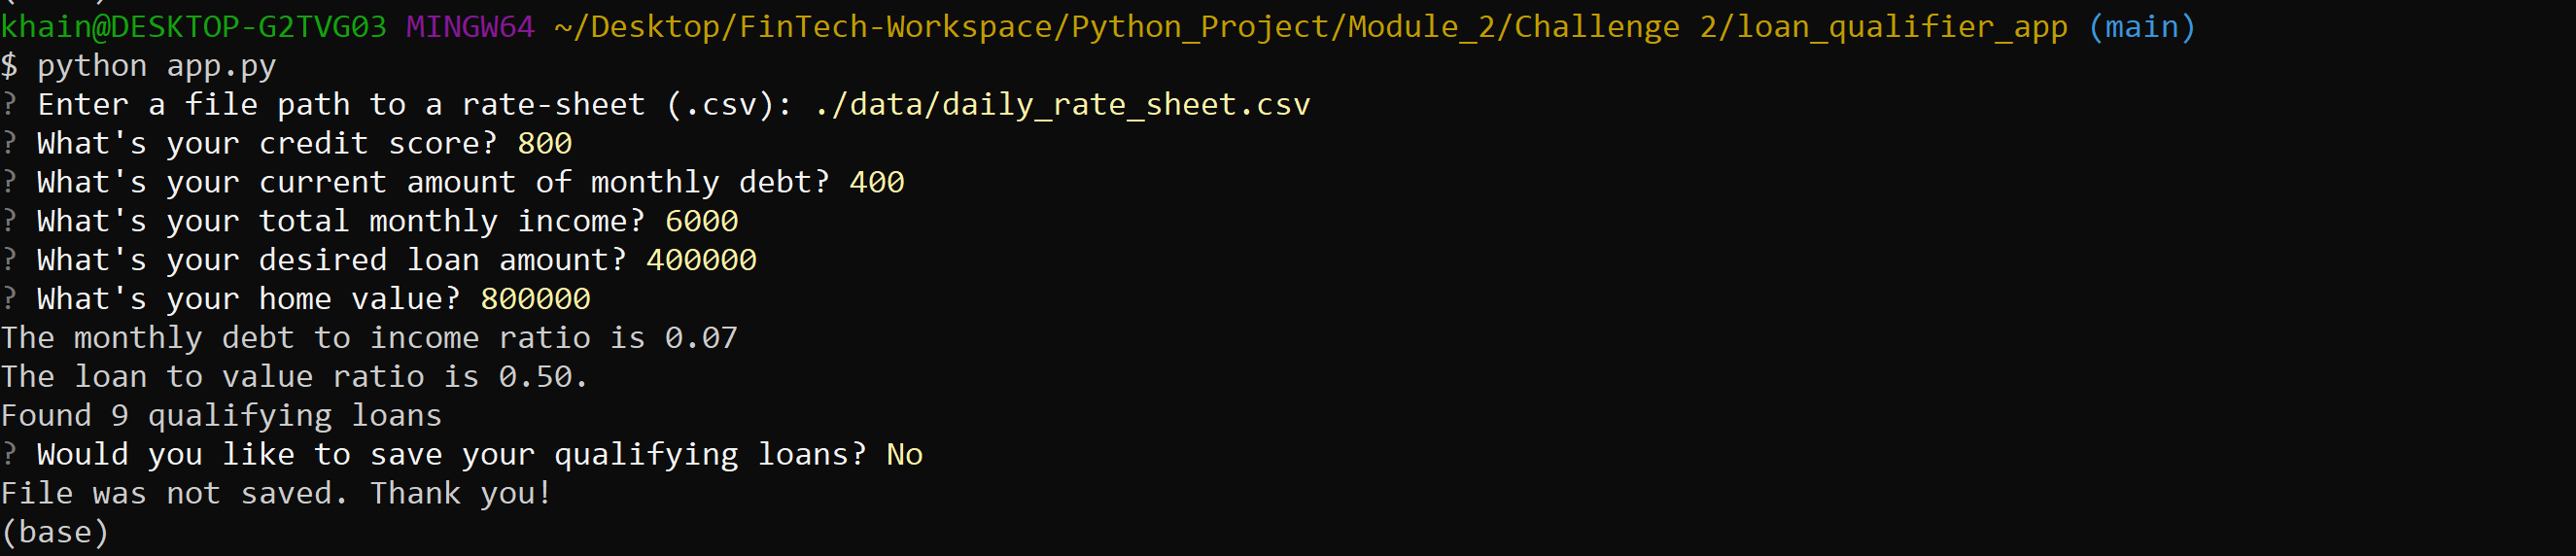 khain@DESKTOP-G2TVG03 MINGW64 ~/Desktop/FinTech-Workspace/Python_Project/Module_2/Challenge 2/loan_qualifier_app (main)
$ python app.py
? Enter a file path to a rate-sheet (.csv): ./data/daily_rate_sheet.csv
? What's your credit score? 800
? What's your current amount of monthly debt? 400
? What's your total monthly income? 6000
? What's your desired loan amount? 400000
? What's your home value? 800000
The monthly debt to income ratio is 0.07
The loan to value ratio is 0.50.
Found 9 qualifying loans
? Would you like to save your qualifying loans? No
File was not saved. Thank you!
(base)